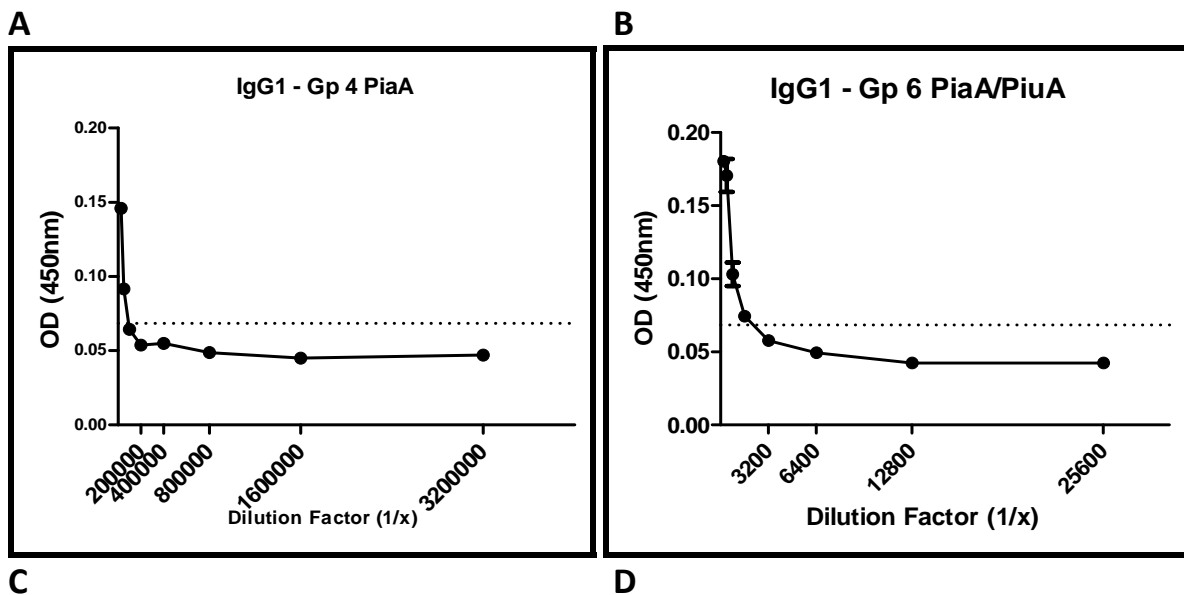 A
B
IgG1 - Gp 4 PiaA
0.20
0.15
0.10
0.05
0.00
OD (450nm)
200000
400000
800000
1600000
3200000
Dilution Factor (1/x)
IgG1 - Gp 6 PiaA/PiuA
0.20
0.15
0.10
0.05
0.00
OD (450nm)
3200
6400
12800
25600
Dilution Factor (1/x)
C
D